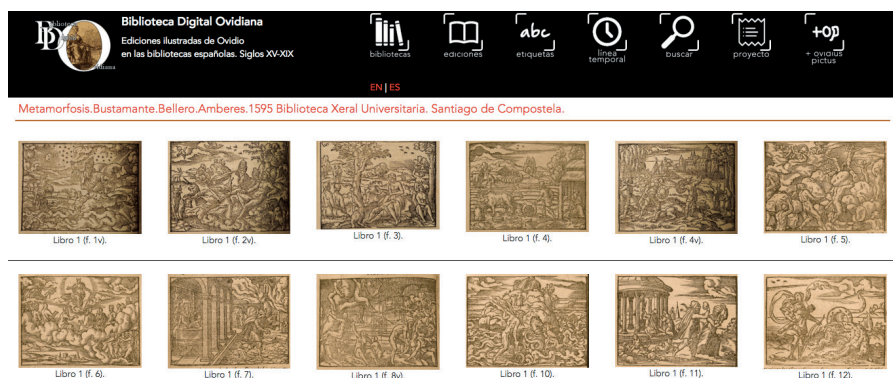 Biblioteca Digital Ovidiana
Ediciones ilustradas de Ovidio
en las bibliotecas españolas. Siglos XV-XIX
bibliotecas
ediciones
etiquetas
línea
temporal
buscar
proyecto
+ ovidius
pictus
abc
+op
EN | ES
Metamorfosis.Bustamante.Bellero.Amberes.1595 Biblioteca Xeral Universitaria. Santiago de Compostela.
Libro 1 (f. 1v).
Libro 1 (f. 2v).
Libro 1 (f. 3).
Libro 1 (f. 4).
Libro 1 (f. 4v).
Libro 1 (f. 5).
Libro 1 (f. 6).
Libro 1 (f. 7).
Libro 1 (f. 8v).
Libro 1 (f. 10).
Libro 1 (f. 11).
Libro 1 (f. 12).